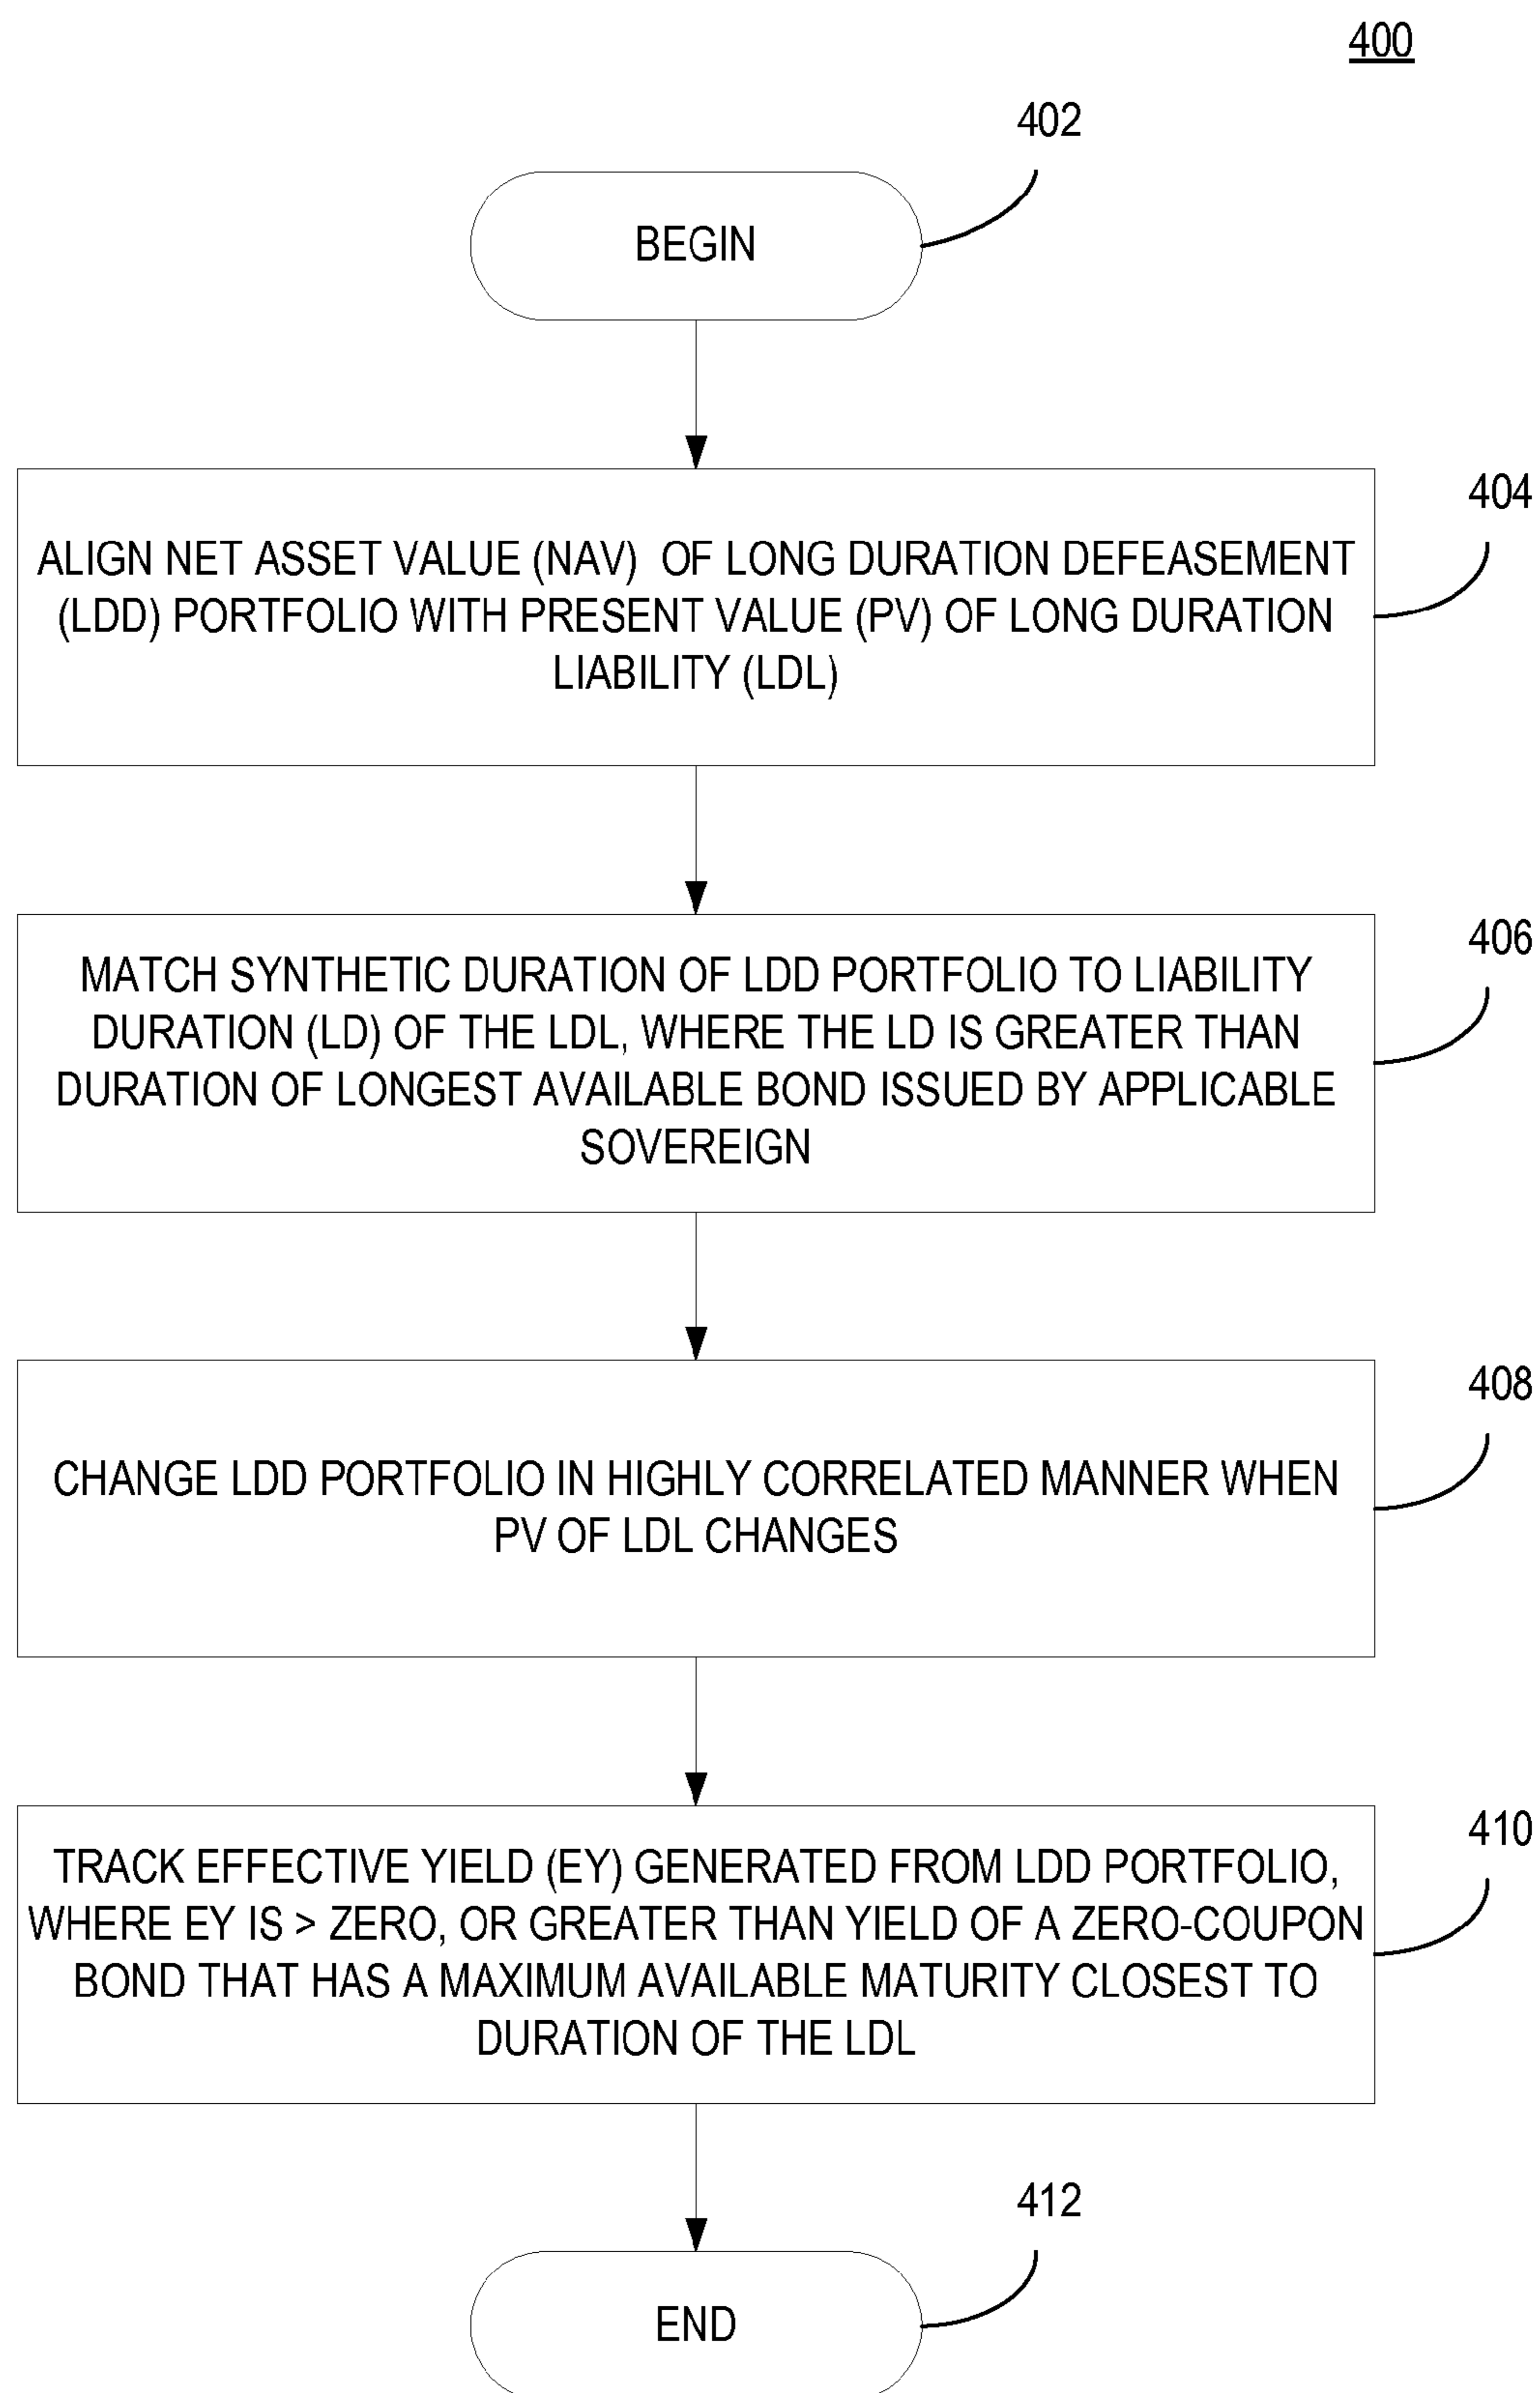 400
402
BEGIN
404
ALIGN NET ASSET VALUE (NAV) OF LONG DURATION DEFEASEMENT
(LDD) PORTFOLIO WITH PRESENT VALUE (PV) OF LONG DURATION
LIABILITY (LDL)
406
MATCH SYNTHETIC DURATION OF LDD PORTFOLIO TO LIABILITY
DURATION (LD) OF THE LDL, WHERE THE LD IS GREATER THAN
DURATION OF LONGEST AVAILABLE BOND ISSUED BY APPLICABLE
SOVEREIGN
408
CHANGE LDD PORTFOLIO IN HIGHLY CORRELATED MANNER WHEN
PV OF LDL CHANGES
410
TRACK EFFECTIVE YIELD (EY) GENERATED FROM LDD PORTFOLIO,
WHERE EY IS > ZERO, OR GREATER THAN YIELD OF A ZERO-COUPON
BOND THAT HAS A MAXIMUM AVAILABLE MATURITY CLOSEST TO
DURATION OF THE LDL
412
END